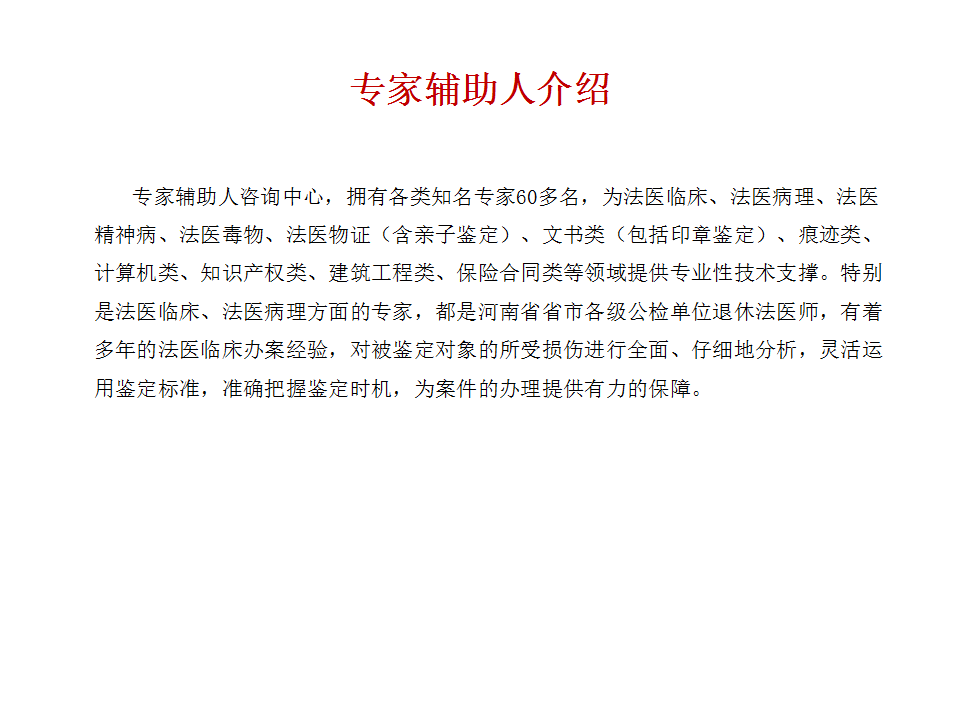 专家辅助人介绍
专家辅助人咨询中心，拥有各类知名专家60多名，为法医临床、法医病理、法医
精神病、法医毒物、法医物证（含亲子鉴定）、文书类（包括印章鉴定）、痕迹类、
计算机类、知识产权类、建筑工程类、保险合同类等领域提供专业性技术支撑。特别
是法医临床、法医病理方面的专家，都是河南省省市各级公检单位退休法医师，有着
多年的法医临床办案经验，对被鉴定对象的所受损伤进行全面、仔细地分析，灵活运
用鉴定标准，准确把握鉴定时机，为案件的办理提供有力的保障。